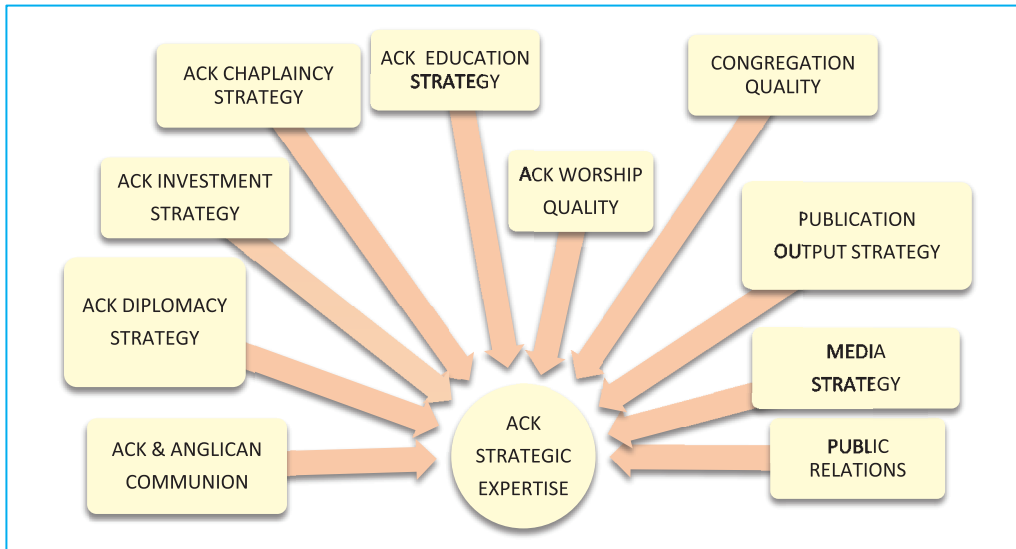 ACK CHAPLAINCY
STRATEGY
ACK EDUCATION
STRATEGY
CONGREGATION
QUALITY
ACK INVESTMENT
STRATEGY
ACK WORSHIP
QUALITY
PUBLICATION
OUTPUT STRATEGY
ACK DIPLOMACY
STRATEGY
MEDIA
STRATEGY
ACK & ANGLICAN
COMMUNION
ACK
STRATEGIC
EXPERTISE
PUBLIC
RELATIONS